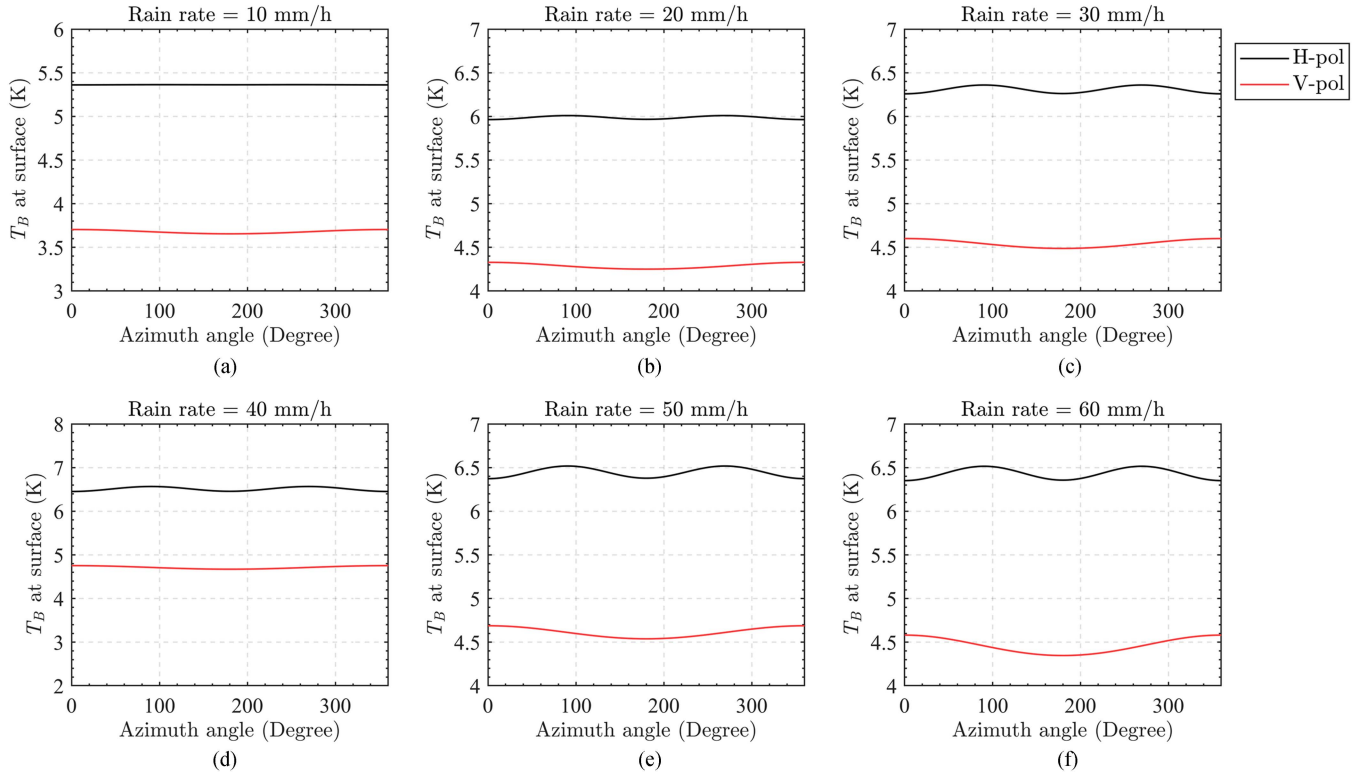 Rain rate = 10 mm/h
6
5.5
5
4.5
4
3.5
3
T_B at surface (K)
0 100 200 300
Azimuth angle (Degree)
(a)
Rain rate = 20 mm/h
7
6.5
6
5.5
5
4.5
4
T_B at surface (K)
0 100 200 300
Azimuth angle (Degree)
(b)
Rain rate = 30 mm/h
7
6.5
6
5.5
5
4.5
4
T_B at surface (K)
0 100 200 300
Azimuth angle (Degree)
(c)
H-pol
V-pol
Rain rate = 40 mm/h
8
7
6
5
4
3
2
T_B at surface (K)
0 100 200 300
Azimuth angle (Degree)
(d)
Rain rate = 50 mm/h
7
6.5
6
5.5
5
4.5
4
T_B at surface (K)
0 100 200 300
Azimuth angle (Degree)
(e)
Rain rate = 60 mm/h
7
6.5
6
5.5
5
4.5
4
T_B at surface (K)
0 100 200 300
Azimuth angle (Degree)
(f)